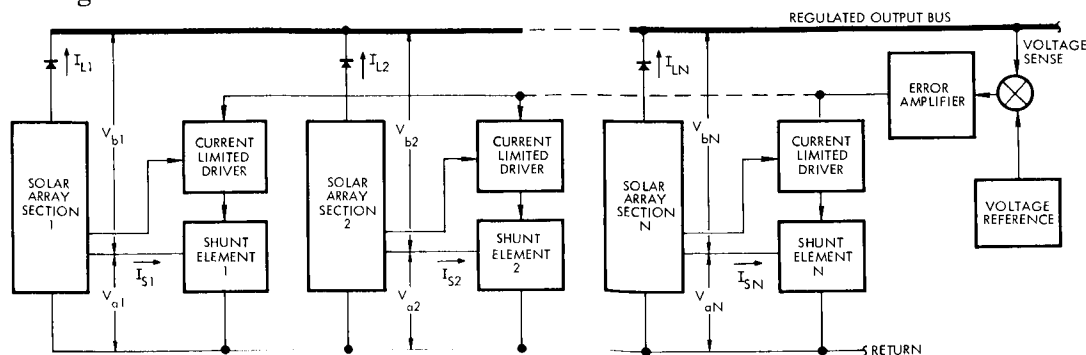 REGULATED OUTPUT BUS
I_L1
I_L2
I_LN
VOLTAGE
SENSE
ERROR
AMPLIFIER
V_b1
V_b2
V_bN
CURRENT
LIMITED
DRIVER
CURRENT
LIMITED
DRIVER
CURRENT
LIMITED
DRIVER
SOLAR
ARRAY
SECTION
1
SOLAR
ARRAY
SECTION
2
SOLAR
ARRAY
SECTION
N
VOLTAGE
REFERENCE
SHUNT
ELEMENT
1
SHUNT
ELEMENT
2
SHUNT
ELEMENT
N
I_S1
I_S2
I_SN
V_a1
V_a2
V_aN
RETURN